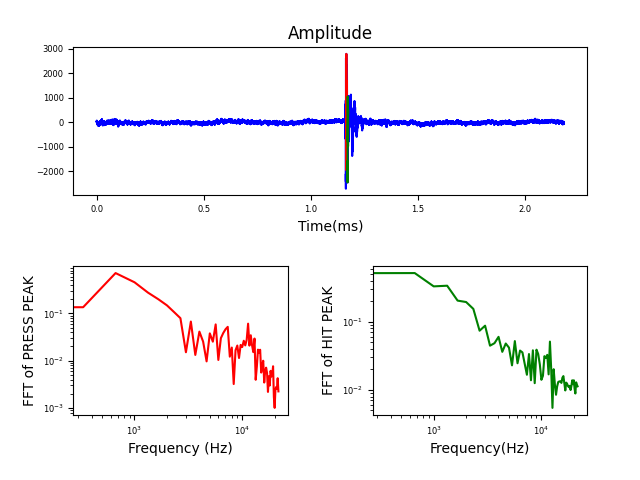 Amplitude
3000
2000
1000
0
−1000
−2000
0.0 0.5 1.0 1.5 2.0
Time(ms)
FFT of PRESS PEAK
10⁻¹
10⁻²
10⁻³
10³ 10⁴
Frequency (Hz)
FFT of HIT PEAK
10⁻¹
10⁻²
10³ 10⁴
Frequency(Hz)